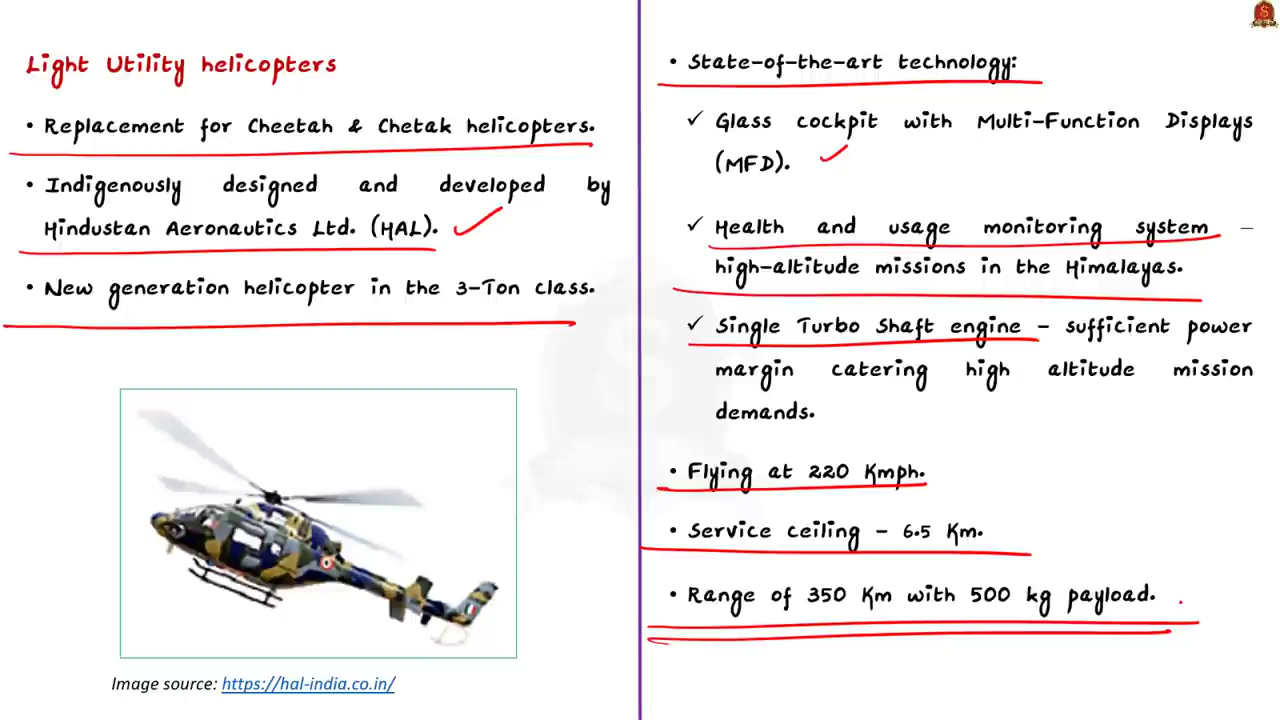 Light Utility helicopters
• Replacement for Cheetah & Chetak helicopters.
• Indigenously designed and developed by
Hindustan Aeronautics Ltd. (HAL).
• New generation helicopter in the 3-Ton class.
Image source: https://hal-india.co.in/
• State-of-the-art technology:
✓ Glass cockpit with Multi-Function Displays
(MFD).
✓ Health and usage monitoring system –
high-altitude missions in the Himalayas.
✓ Single Turbo Shaft engine – sufficient power
margin catering high altitude mission
demands.
• Flying at 220 Kmph.
• Service ceiling – 6.5 Km.
• Range of 350 Km with 500 kg payload.